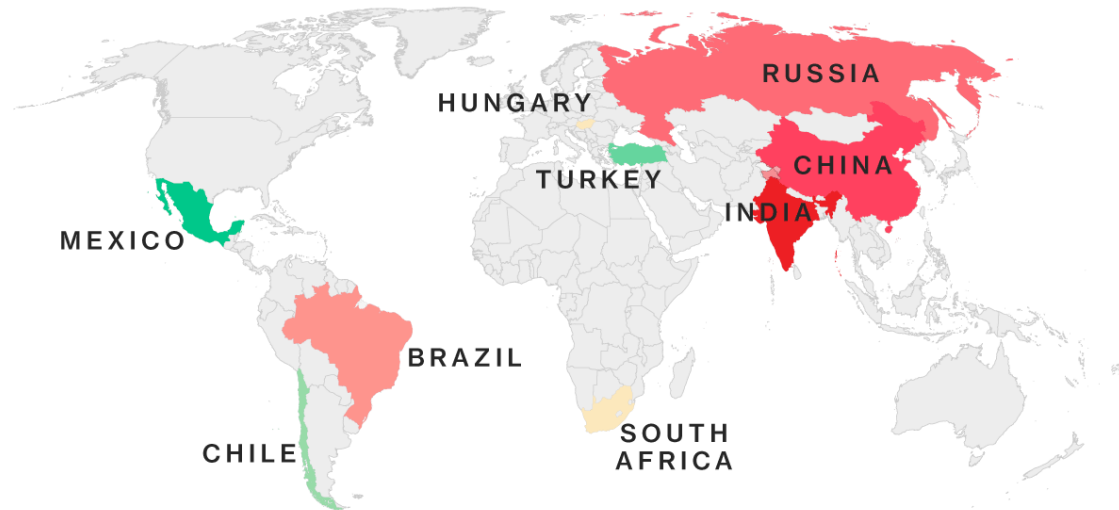 RUSSIA
HUNGARY
CHINA
TURKEY
INDIA
MEXICO
BRAZIL
SOUTH
AFRICA
CHILE